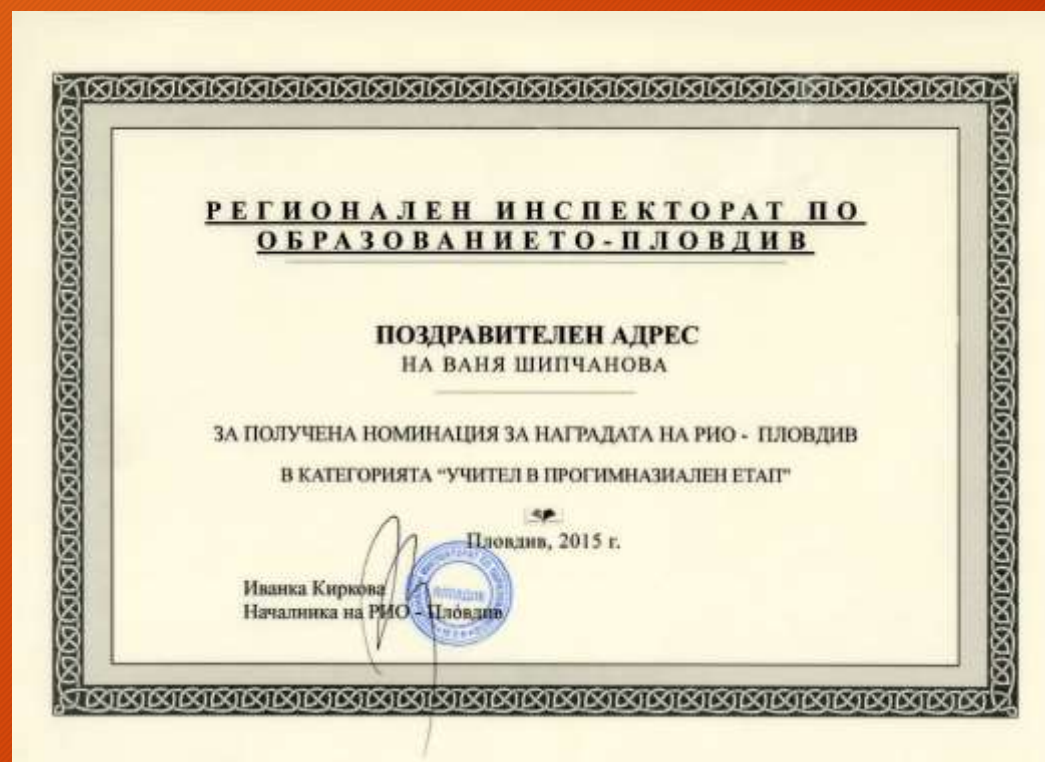 РЕГИОНАЛЕН ИНСПЕКТОРАТ ПО
ОБРАЗОВАНИЕТО-ПЛОВДИВ
ПОЗДРАВИТЕЛЕН АДРЕС
НА ВАНЯ ШИПЧАНОВА
ЗА ПОЛУЧЕНА НОМИНАЦИЯ ЗА НАГРАДАТА НА РИО - ПЛОВДИВ
В КАТЕГОРИЯТА "УЧИТЕЛ В ПРОГИМНАЗИАЛЕН ЕТАП"
Пловдив, 2015 г.
Иванка Киркова
Началника на РИО - Пловдив